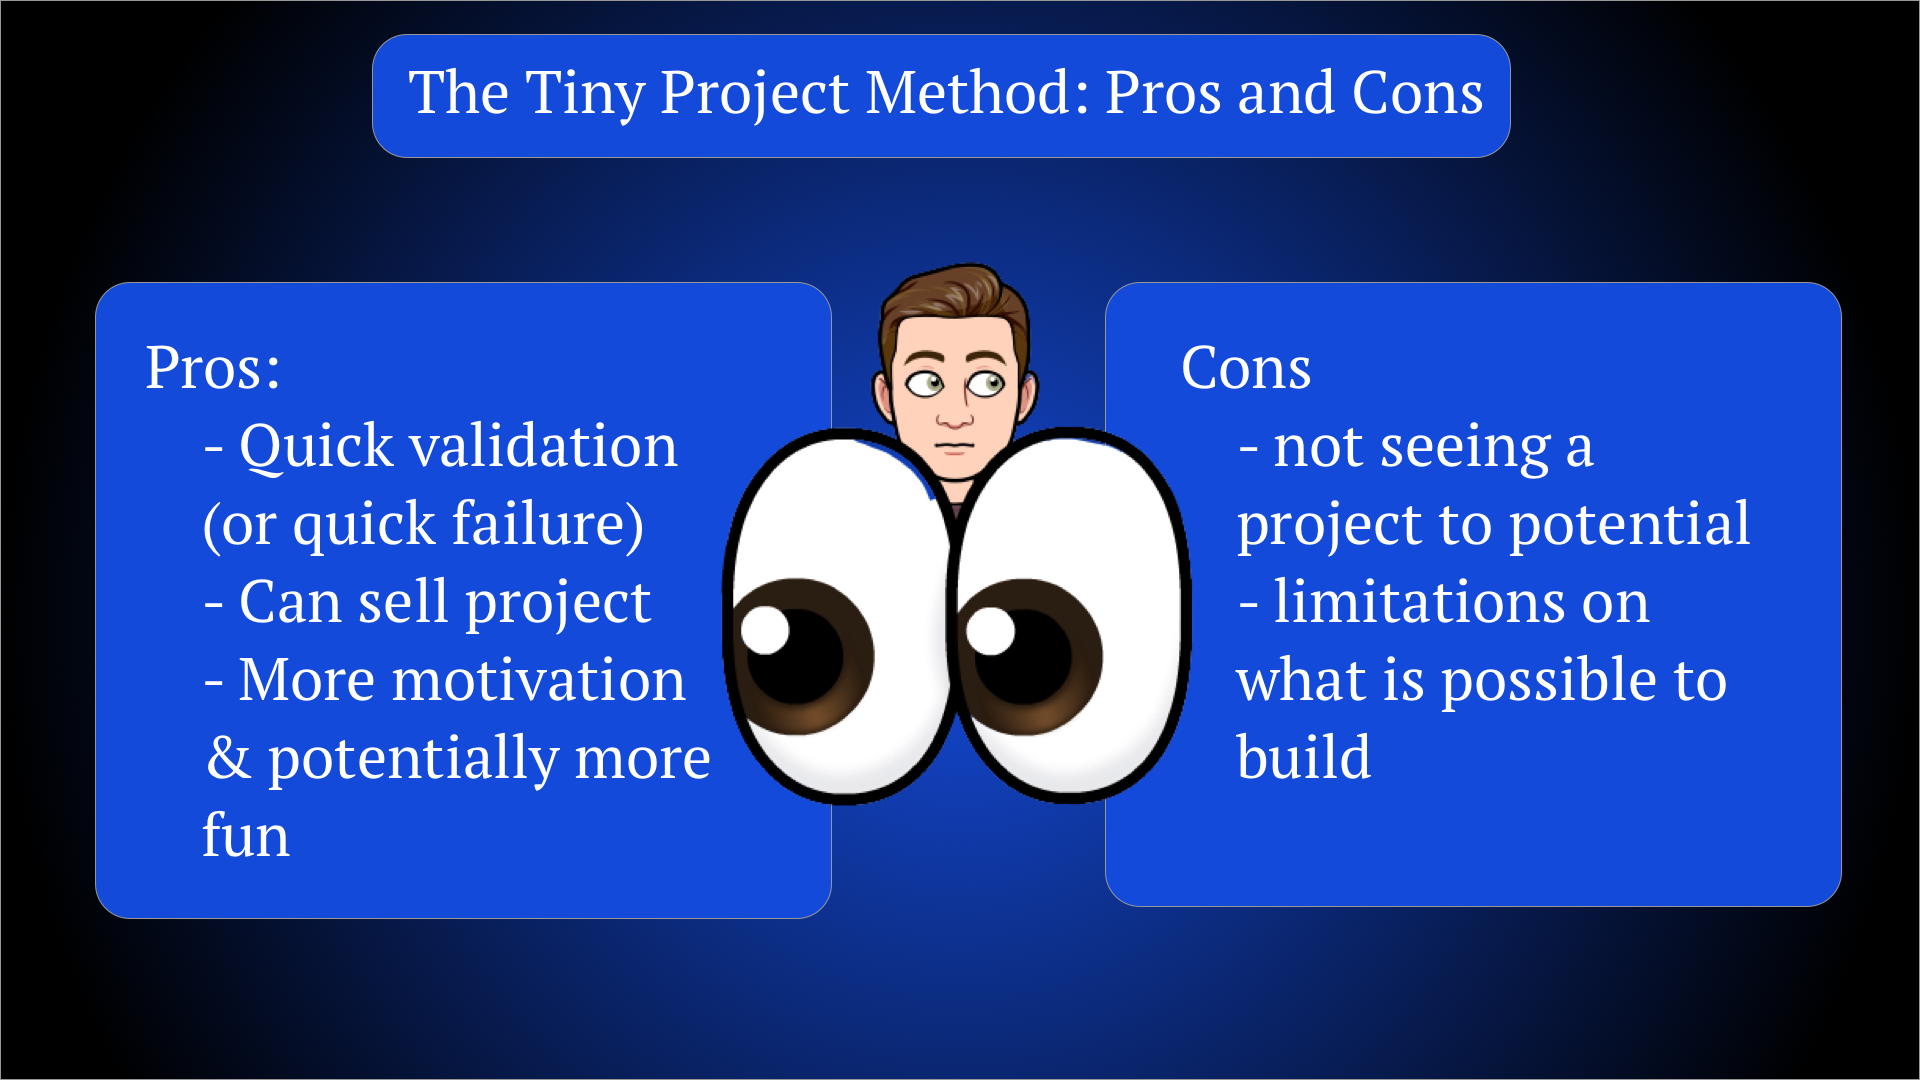 The Tiny Project Method: Pros and Cons
Pros:
- Quick validation
(or quick failure)
- Can sell project
- More motivation
& potentially more
fun
Cons
- not seeing a
project to potential
- limitations on
what is possible to
build